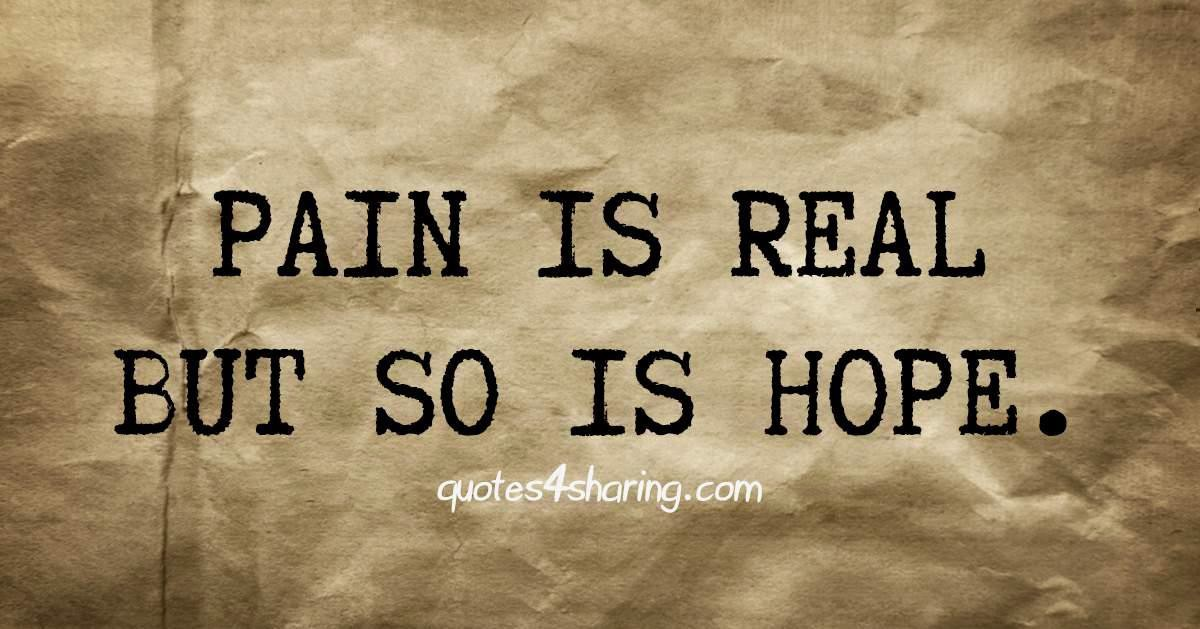 PAIN IS REAL
BUT SO IS HOPE.
quotes4sharing.com